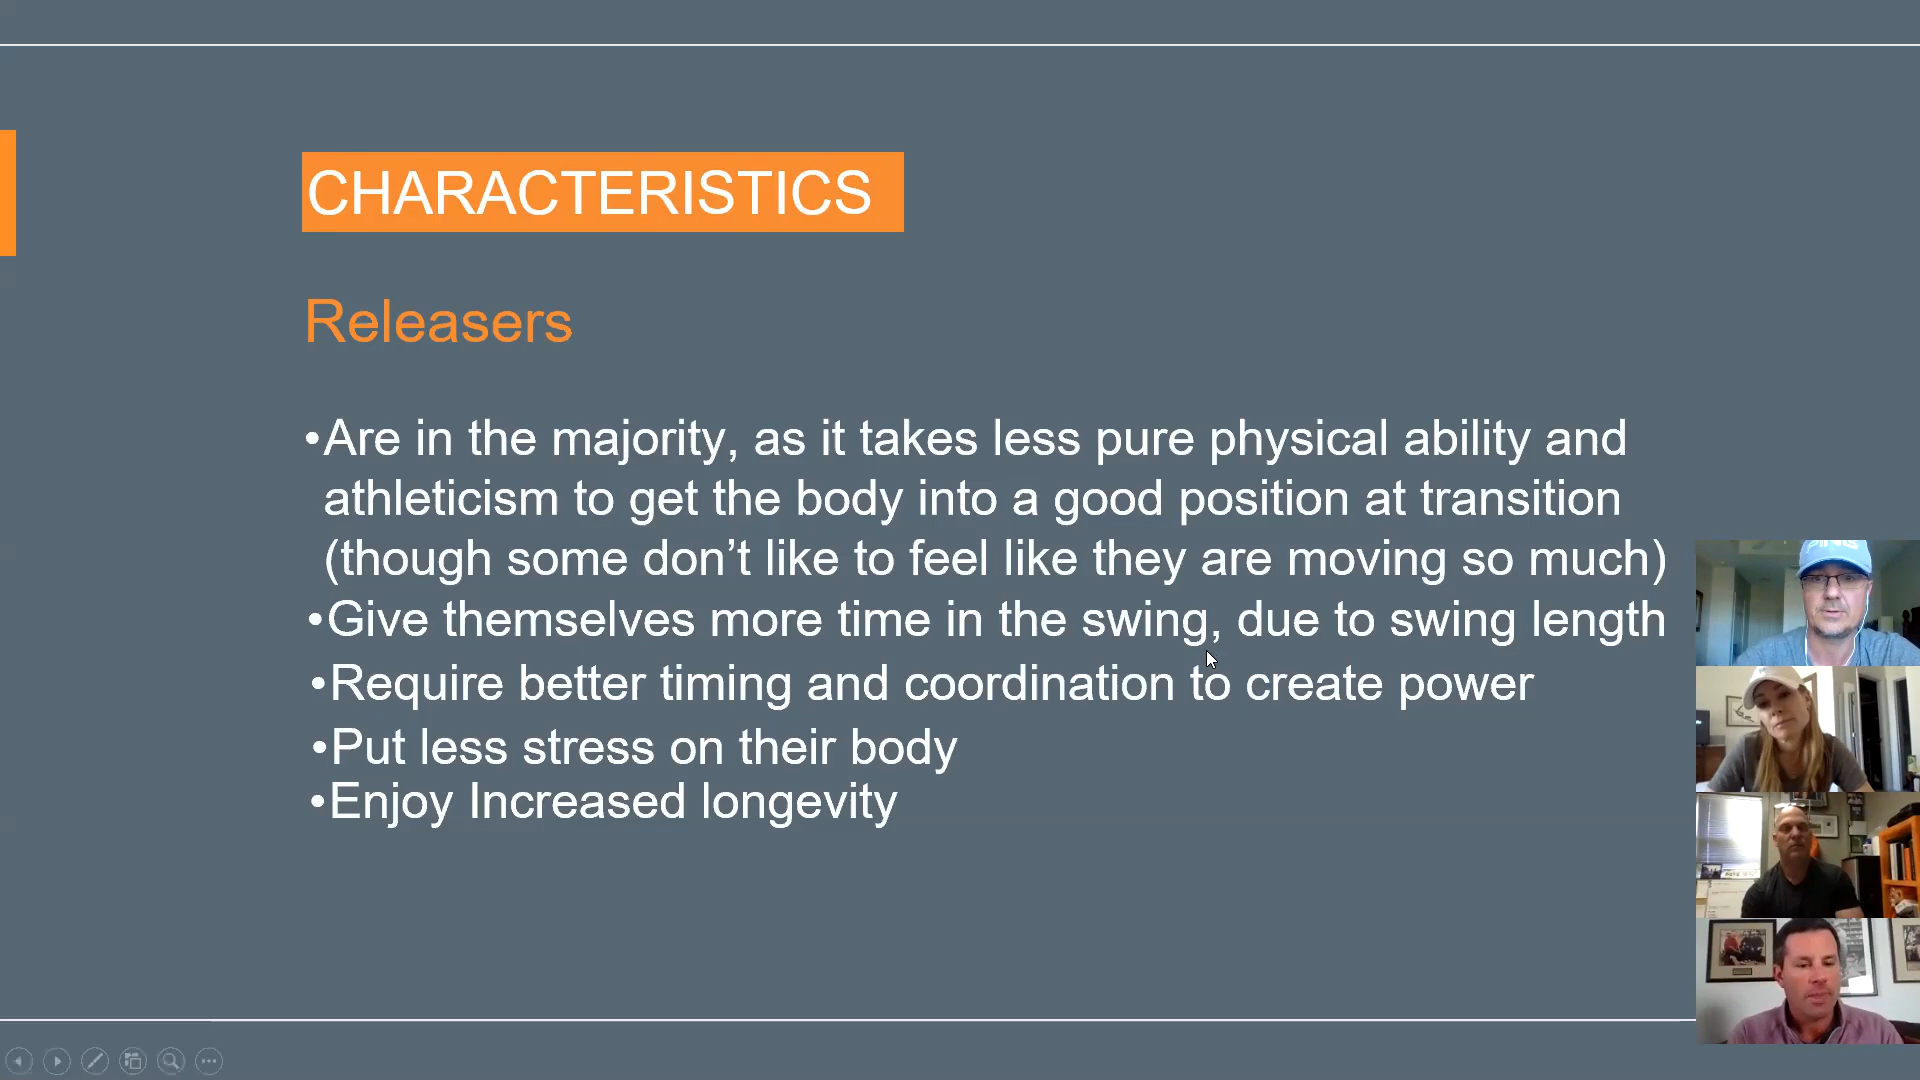 CHARACTERISTICS
Releasers
•Are in the majority, as it takes less pure physical ability and
athleticism to get the body into a good position at transition
(though some don’t like to feel like they are moving so much)
•Give themselves more time in the swing, due to swing length
•Require better timing and coordination to create power
•Put less stress on their body
•Enjoy Increased longevity
PING